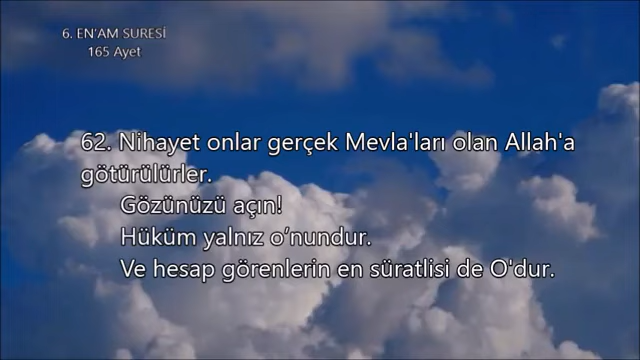 6. EN'AM SURESİ
165 Ayet
62. Nihayet onlar gerçek Mevla'ları olan Allah'a
götürülürler.
Gözünüzü açın!
Hüküm yalnız o’nundur.
Ve hesap görenlerin en süratlisi de O'dur.